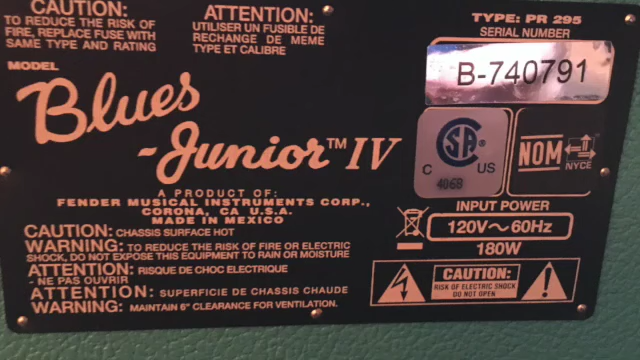 CAUTION:
TO REDUCE THE RISK OF
FIRE, REPLACE FUSE WITH
SAME TYPE AND RATING
ATTENTION:
UTILISER UN FUSIBLE DE
RECHANGE DE MEME
TYPE ET CALIBRE
TYPE: PR 295
SERIAL NUMBER
B-740791
MODEL
Blues
Junior™ IV
CSA®
C US
4068
NOM
NYCE
A PRODUCT OF:
FENDER MUSICAL INSTRUMENTS CORP.,
CORONA, CA U.S.A.
MADE IN MEXICO
INPUT POWER
120V~60Hz
180W
CAUTION: CHASSIS SURFACE HOT
WARNING: TO REDUCE THE RISK OF FIRE OR ELECTRIC
SHOCK, DO NOT EXPOSE THIS EQUIPMENT TO RAIN OR MOISTURE
ATTENTION: RISQUE DE CHOC ELECTRIQUE
- NE PAS OUVRIR
ATTENTION: SUPERFICIE DE CHASSIS CHAUDE
WARNING: MAINTAIN 6" CLEARANCE FOR VENTILATION.
CAUTION:
RISK OF ELECTRIC SHOCK
DO NOT OPEN